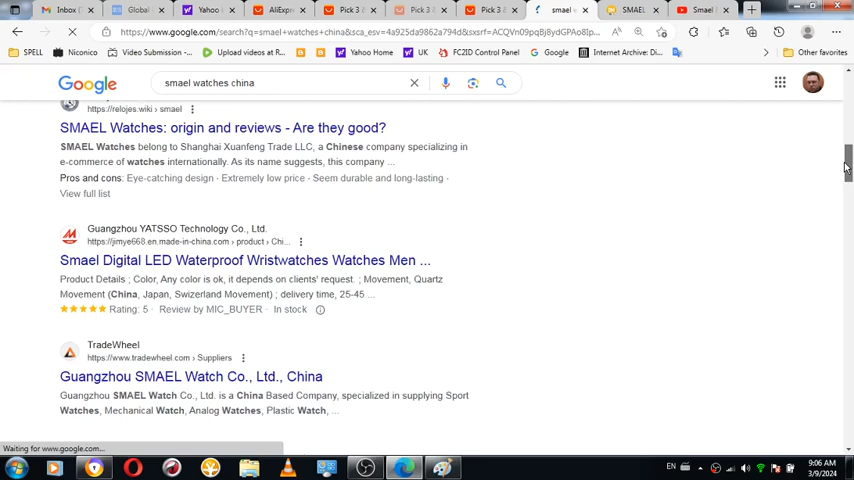 Inbox (1
Global
Yahoo
AliExpre
Pick 3
Pick 3
Pick 3
smael w
SMAEL
Smael
https://www.google.com/search?q=smael+watches+china&sca_esv=4a925da9862a794d&sxsrf=ACQVn09pqBj8ydGPAo8Ip...
SPELL
Niconico
Video Submission -...
Upload videos at R...
Yahoo Home
UK
FC2ID Control Panel
Google
Internet Archive: Di...
Other favorites
Google
smael watches china
https://relojes.wiki › smael
SMAEL Watches: origin and reviews - Are they good?
SMAEL Watches belong to Shanghai Xuanfeng Trade LLC, a Chinese company specializing in
e-commerce of watches internationally. As its name suggests, this company ...
Pros and cons: Eye-catching design · Extremely low price · Seem durable and long-lasting ·
View full list
Guangzhou YATSSO Technology Co., Ltd.
https://jimye668.en.made-in-china.com › product › Chi...
Smael Digital LED Waterproof Wristwatches Watches Men ...
Product Details ; Color, Any color is ok, it depends on clients' request. ; Movement, Quartz
Movement (China, Japan, Swizerland Movement) ; delivery time, 25-45 ...
Rating: 5 · Review by MIC_BUYER · In stock
TradeWheel
https://www.tradewheel.com › Suppliers
Guangzhou SMAEL Watch Co., Ltd., China
Guangzhou SMAEL Watch Co., Ltd. is a China Based Company, specialized in supplying Sport
Watches, Mechanical Watch, Analog Watches, Plastic Watch, ...
Waiting for www.google.com...
EN
9:06 AM
3/9/2024